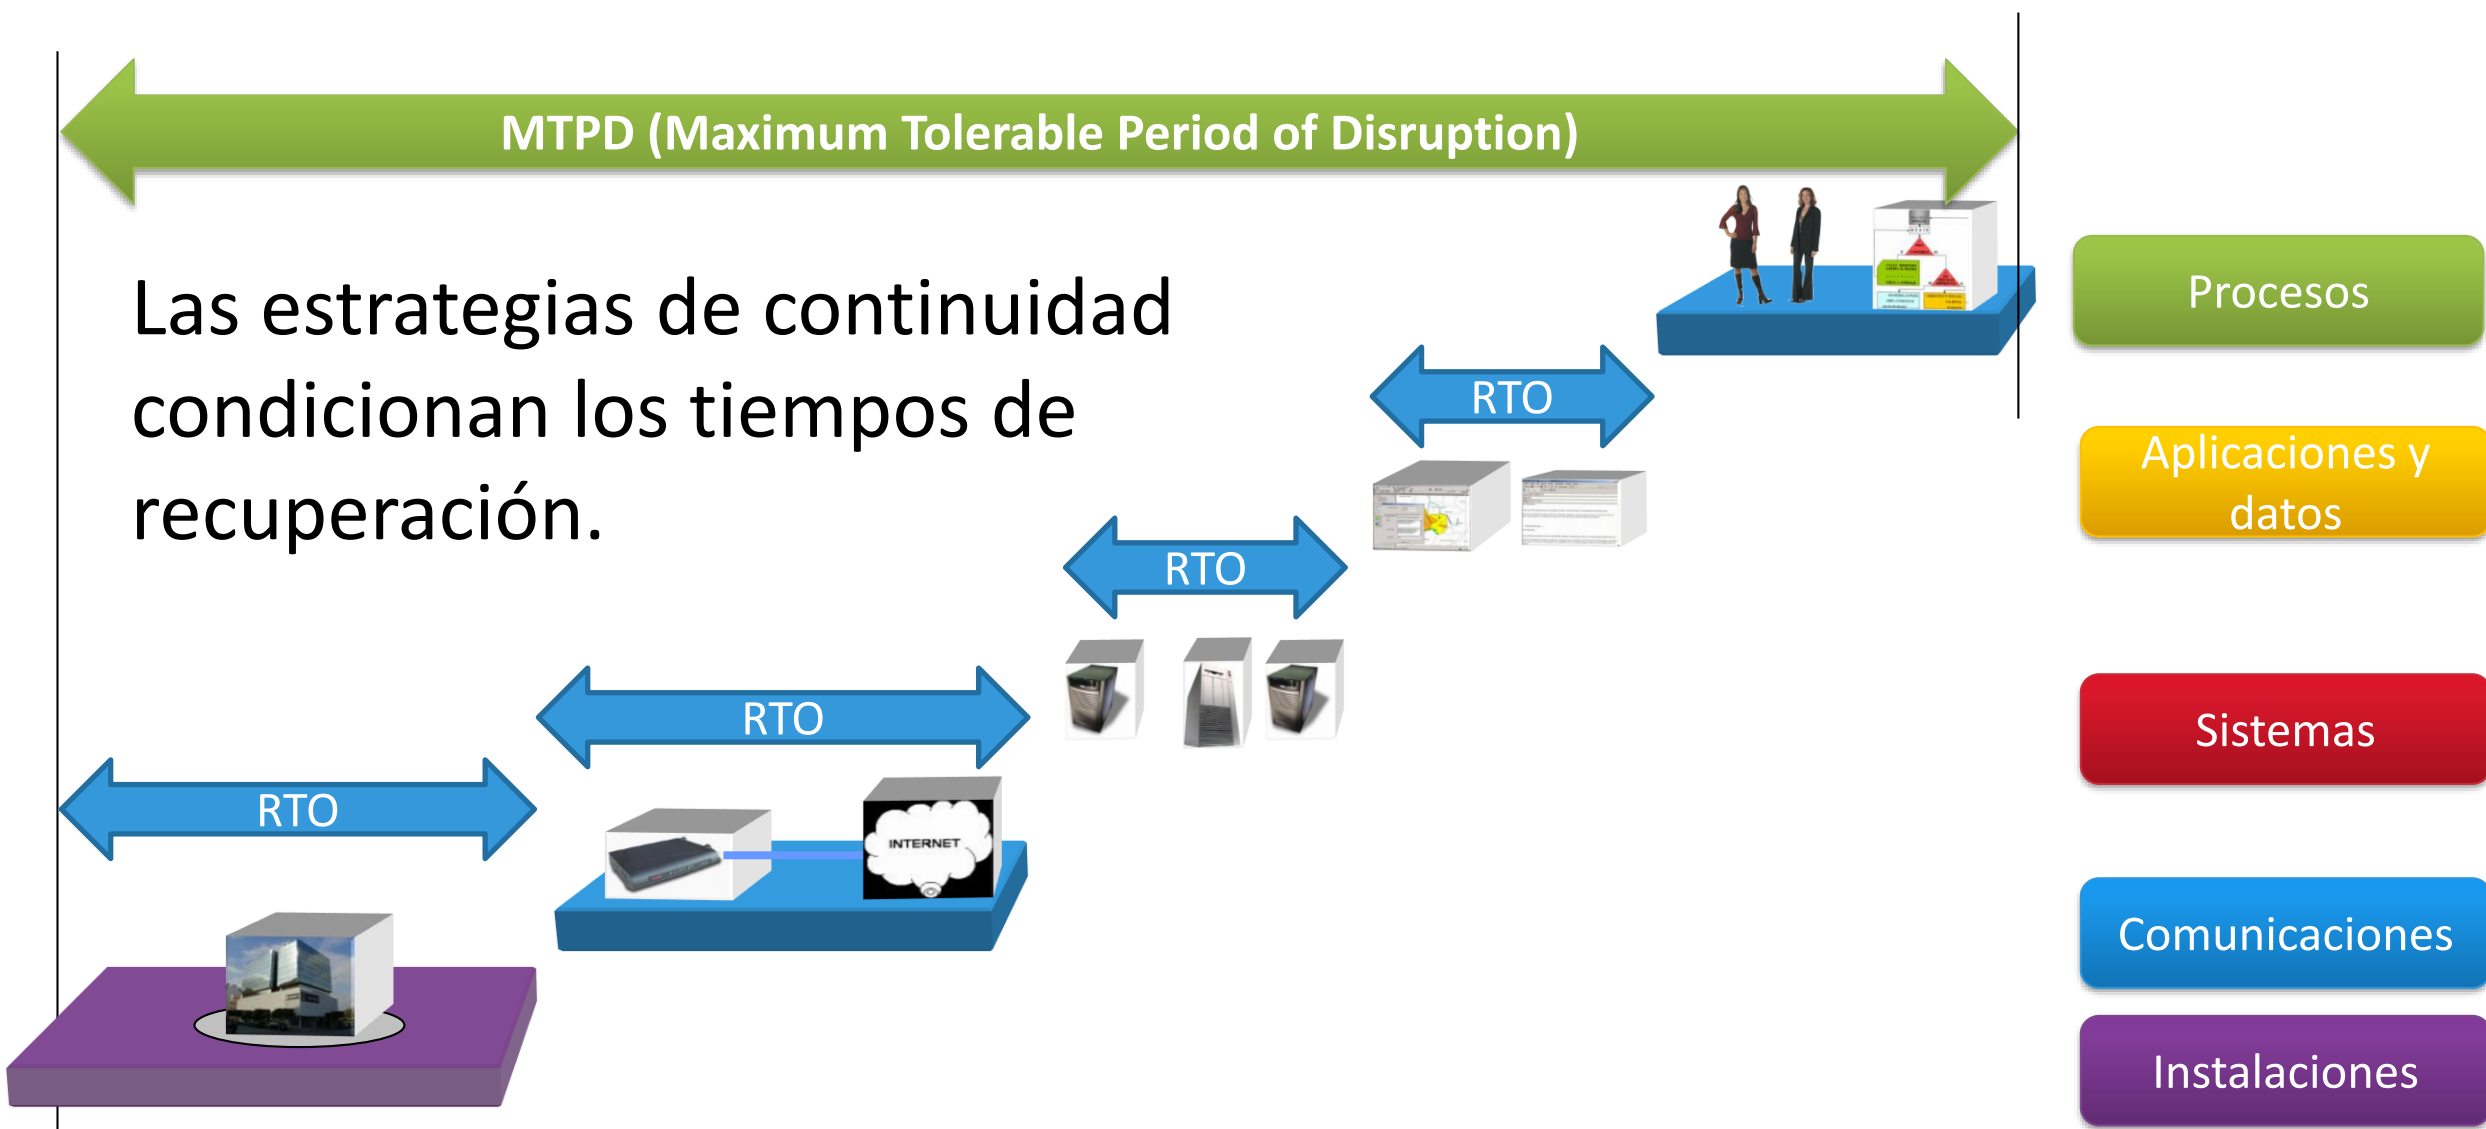 MTPD (Maximum Tolerable Period of Disruption)
Las estrategias de continuidad
condicionan los tiempos de
recuperación.
Procesos
RTO
Aplicaciones y
datos
RTO
RTO
Sistemas
RTO
INTERNET
Comunicaciones
Instalaciones